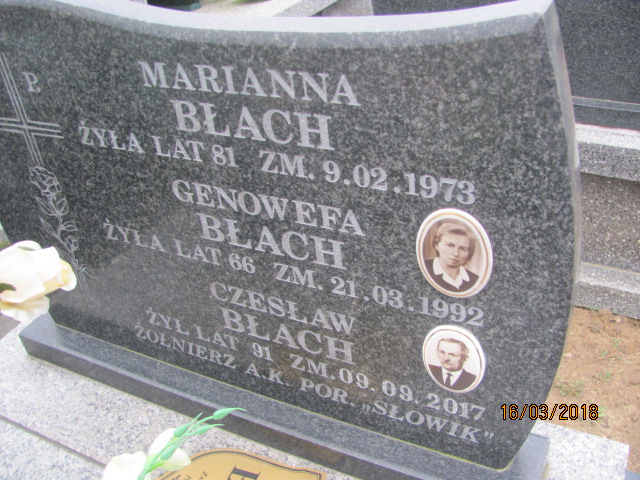 P.
MARIANNA
BŁACH
ŻYŁA LAT 81 ZM. 9.02.1973
GENOWEFA
BŁACH
ŻYŁA LAT 66 ZM. 21.03.1992
CZESŁAW
BŁACH
ŻYŁ LAT 91 ZM. 09.09.2017
ŻOŁNIERZ A.K. POR. „SŁOWIK”
16/03/2018